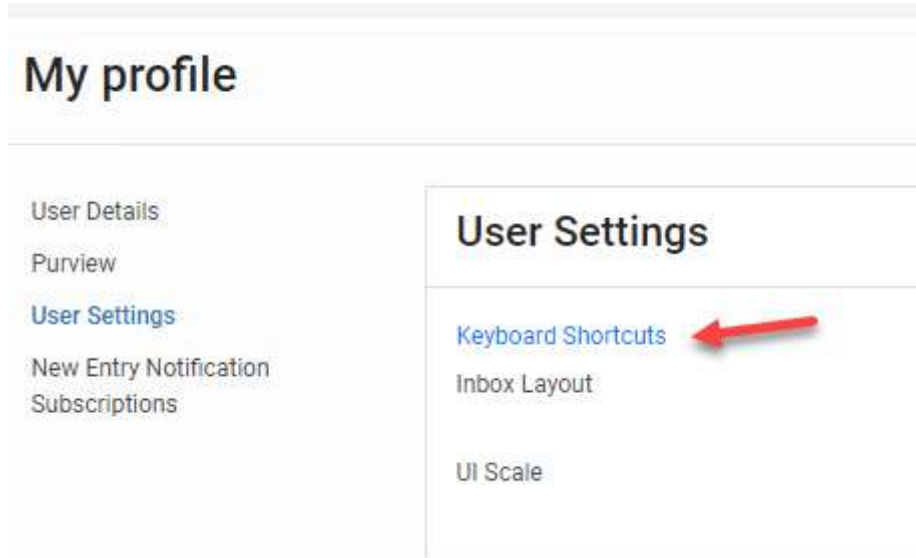 My profile
User Details
Purview
User Settings
New Entry Notification
Subscriptions
User Settings
Keyboard Shortcuts
Inbox Layout
UI Scale